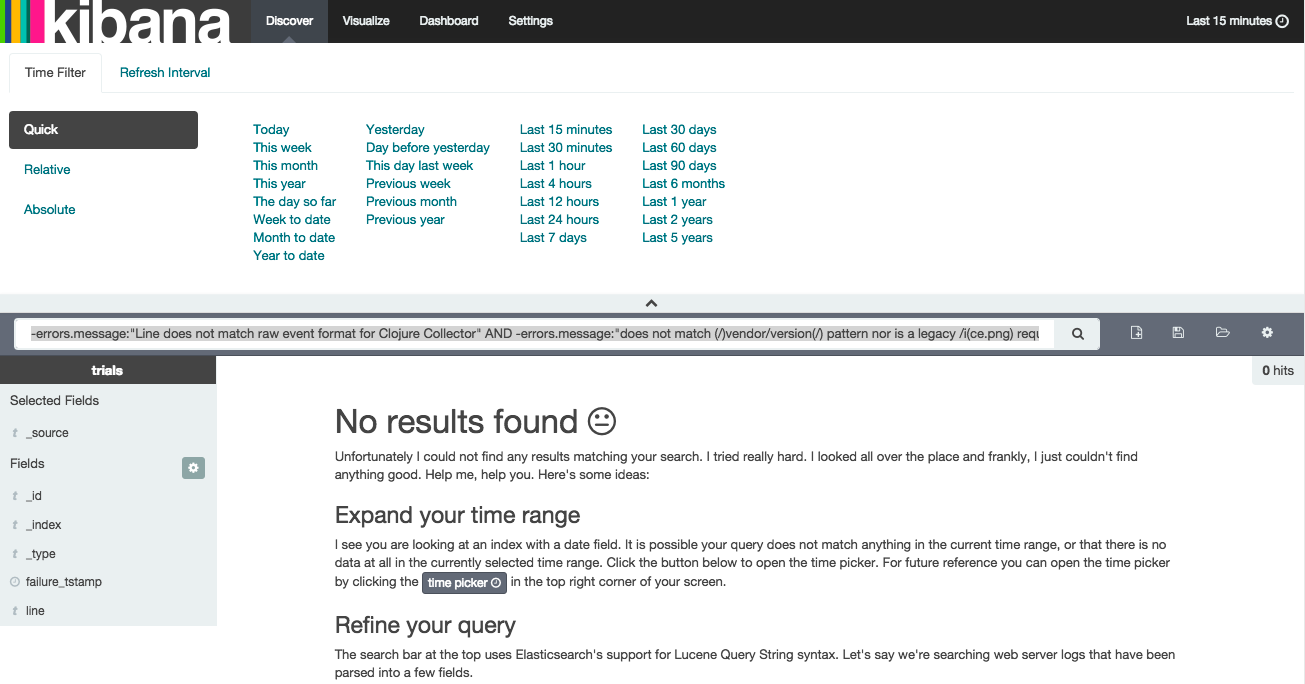 kibana Discover Visualize Dashboard Settings Last 15 minutes
Time Filter Refresh Interval
Quick
Relative
Absolute
Today Yesterday Last 15 minutes Last 30 days
This week Day before yesterday Last 30 minutes Last 60 days
This month This day last week Last 1 hour Last 90 days
This year Previous week Last 4 hours Last 6 months
The day so far Previous month Last 12 hours Last 1 year
Week to date Previous year Last 24 hours Last 2 years
Month to date Last 7 days Last 5 years
Year to date
-errors.message:"Line does not match raw event format for Clojure Collector" AND -errors.message:"does not match (/)vendor/version(/) pattern nor is a legacy /i(ce.png) requ
trials
0 hits
Selected Fields
t _source
Fields
t _id
t _index
t _type
failure_tstamp
t line
No results found
Unfortunately I could not find any results matching your search. I tried really hard. I looked all over the place and frankly, I just couldn't find
anything good. Help me, help you. Here's some ideas:
Expand your time range
I see you are looking at an index with a date field. It is possible your query does not match anything in the current time range, or that there is no
data at all in the currently selected time range. Click the button below to open the time picker. For future reference you can open the time picker
by clicking the time picker in the top right corner of your screen.
Refine your query
The search bar at the top uses Elasticsearch's support for Lucene Query String syntax. Let's say we're searching web server logs that have been
parsed into a few fields.